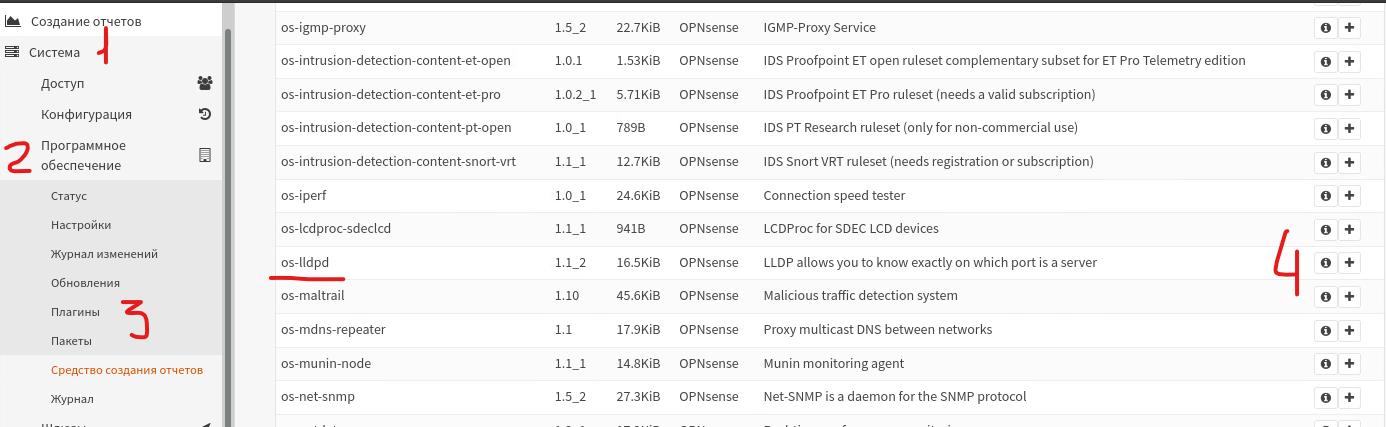 Создание отчетов
Система 1
Доступ
Конфигурация
2 Программное
обеспечение
Статус
Настройки
Журнал изменений
Обновления
Плагины 3
Пакеты
Средство создания отчетов
Журнал
os-igmp-proxy 1.5_2 22.7KiB OPNsense IGMP-Proxy Service
os-intrusion-detection-content-et-open 1.0.1 1.53KiB OPNsense IDS Proofpoint ET open ruleset complementary subset for ET Pro Telemetry edition
os-intrusion-detection-content-et-pro 1.0.2_1 5.71KiB OPNsense IDS Proofpoint ET Pro ruleset (needs a valid subscription)
os-intrusion-detection-content-pt-open 1.0_1 789B OPNsense IDS PT Research ruleset (only for non-commercial use)
os-intrusion-detection-content-snort-vrt 1.1_1 12.7KiB OPNsense IDS Snort VRT ruleset (needs registration or subscription)
os-iperf 1.0_1 24.6KiB OPNsense Connection speed tester
os-lcdproc-sdeclcd 1.1_1 941B OPNsense LCDProc for SDEC LCD devices
os-lldpd 1.1_2 16.5KiB OPNsense LLDP allows you to know exactly on which port is a server 4
os-maltrail 1.10 45.6KiB OPNsense Malicious traffic detection system
os-mdns-repeater 1.1 17.9KiB OPNsense Proxy multicast DNS between networks
os-munin-node 1.1_1 14.8KiB OPNsense Munin monitoring agent
os-net-snmp 1.5_2 27.3KiB OPNsense Net-SNMP is a daemon for the SNMP protocol